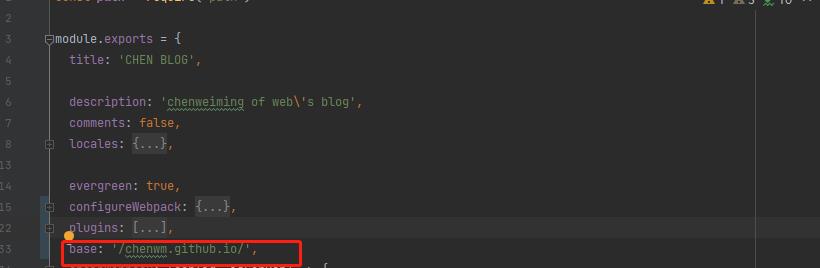 2
3 module.exports = {
4 title: 'CHEN BLOG',
5
6 description: 'chenweiming of web\'s blog',
7 comments: false,
8 locales: {...},
13
14 evergreen: true,
15 configureWebpack: {...},
22 plugins: [...],
33 base: '/chenwm.github.io/',